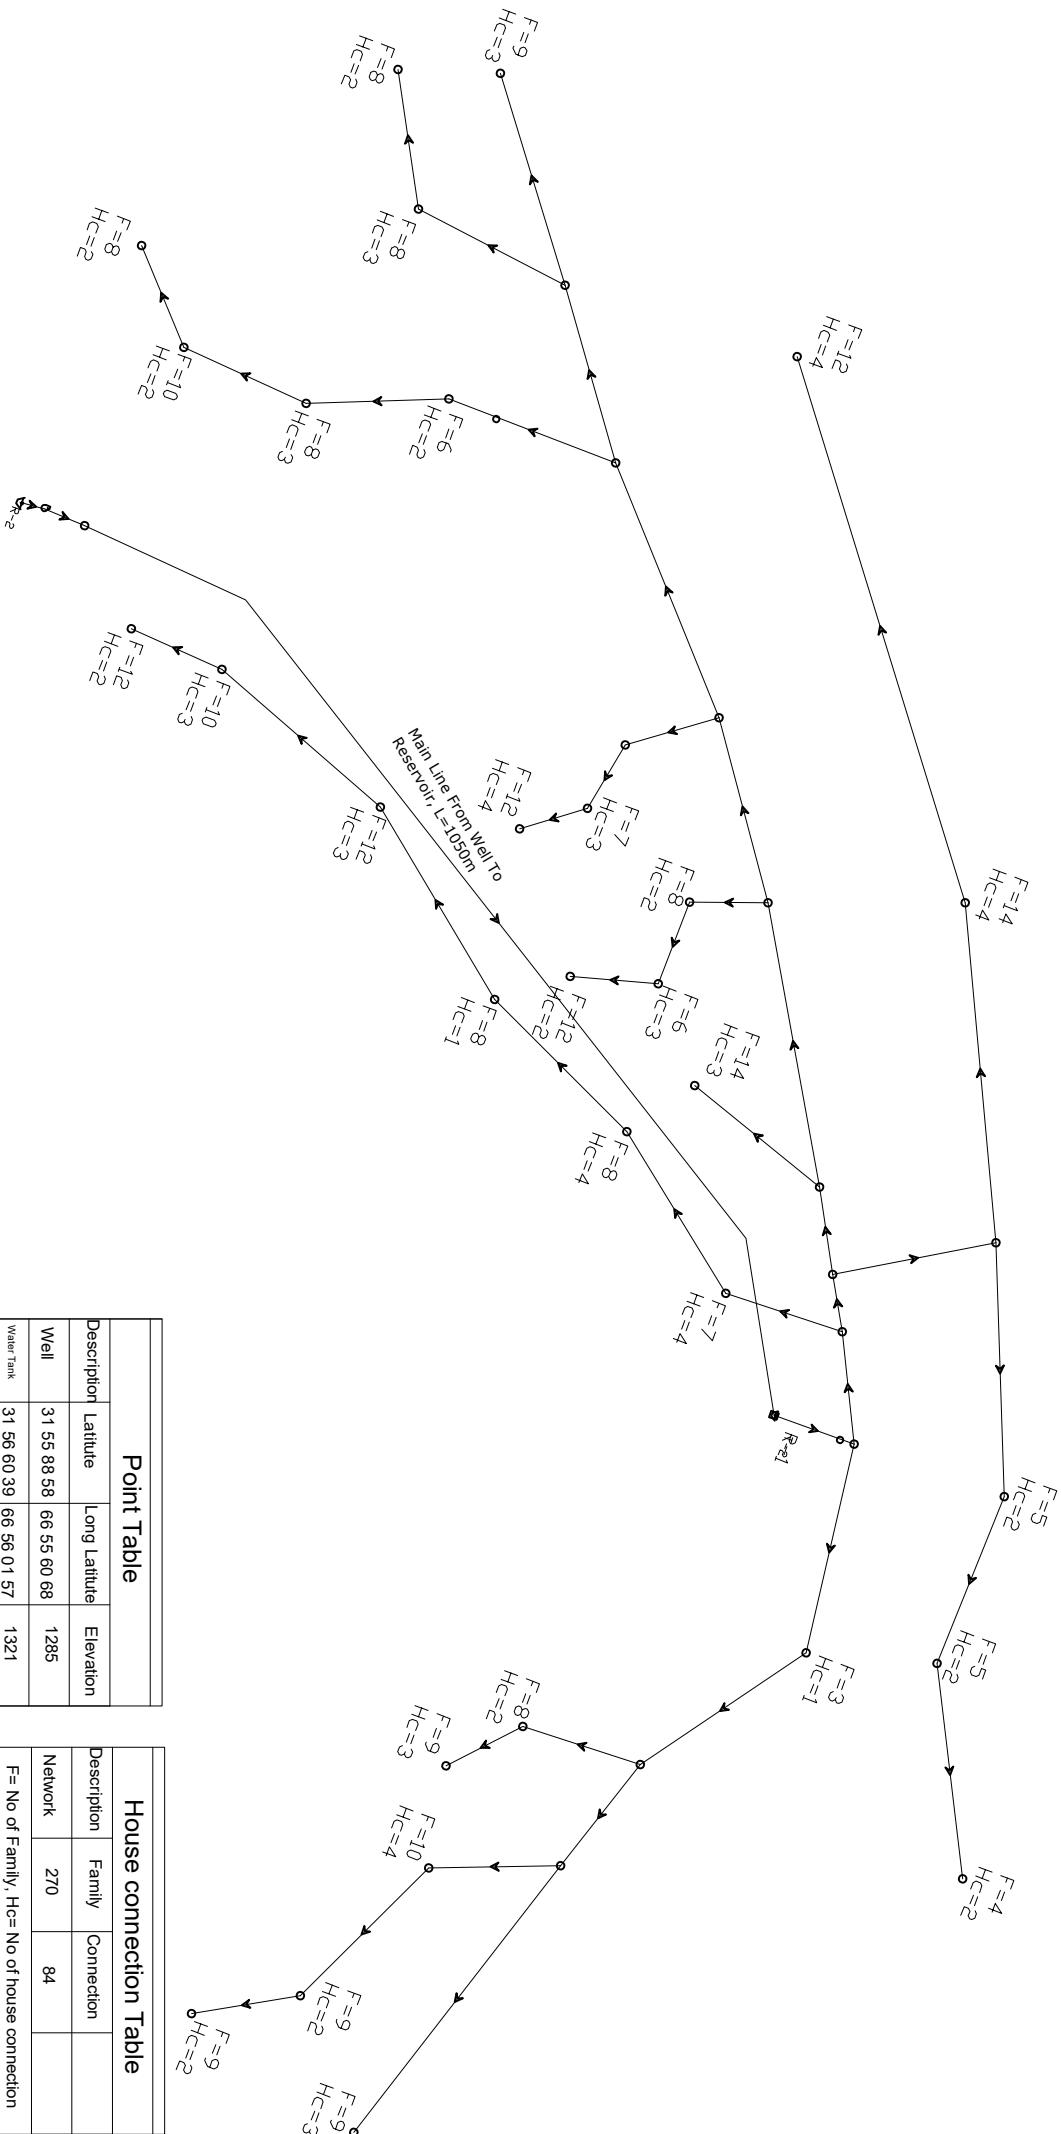 F=9
Hc=3
F=8
Hc=2
F=8
Hc=3
F=8
Hc=2
F=10
Hc=2
F=8
Hc=3
F=6
Hc=2
F=12
Hc=4
R-2
F=12
Hc=2
F=10
Hc=3
F=12
Hc=3
Main Line From Well To
Reservoir, L=1050m
F=12
Hc=4
F=7
Hc=3
F=8
Hc=2
F=6
Hc=3
F=12
Hc=2
F=14
Hc=3
F=14
Hc=4
F=8
Hc=1
F=8
Hc=4
F=7
Hc=4
F=5
Hc=2
F=5
Hc=2
F=4
Hc=2
F=3
Hc=1
F=8
Hc=2
F=9
Hc=3
F=10
Hc=4
F=9
Hc=2
F=9
Hc=2
F=9
Hc=3
Point Table
Description Latitute Long Latitute Elevation
Well 31 55 88 58 66 55 60 68 1285
Water Tank 31 56 60 39 66 56 01 57 1321
House connection Table
Description Family Connection
Network 270 84
F= No of Family, Hc= No of house connection